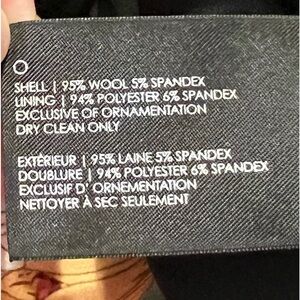 O
SHELL | 95% WOOL 5% SPANDEX
LINING | 94% POLYESTER 6% SPANDEX
EXCLUSIVE OF ORNAMENTATION
DRY CLEAN ONLY
EXTÉRIEUR | 95% LAINE 5% SPANDEX
DOUBLURE | 94% POLYESTER 6% SPANDEX
EXCLUSIF D' ORNEMENTATION
NETTOYER À SEC SEULEMENT